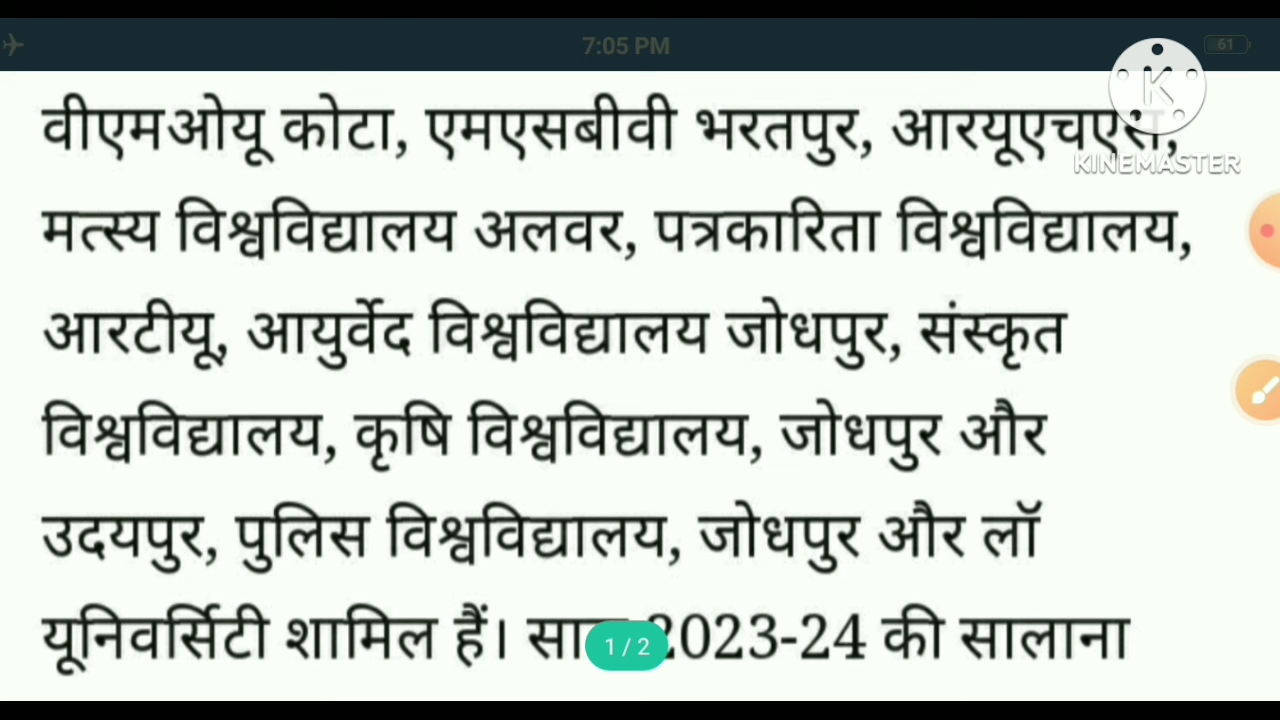 7:05 PM
61
K
KINEMASTER
वीएमओयू कोटा, एमएसबीवी भरतपुर, आरयूएचएस,
मत्स्य विश्वविद्यालय अलवर, पत्रकारिता विश्वविद्यालय,
आरटीयू, आयुर्वेद विश्वविद्यालय जोधपुर, संस्कृत
विश्वविद्यालय, कृषि विश्वविद्यालय, जोधपुर और
उदयपुर, पुलिस विश्वविद्यालय, जोधपुर और लॉ
यूनिवर्सिटी शामिल हैं। 2023-24 की सालाना
1 / 2